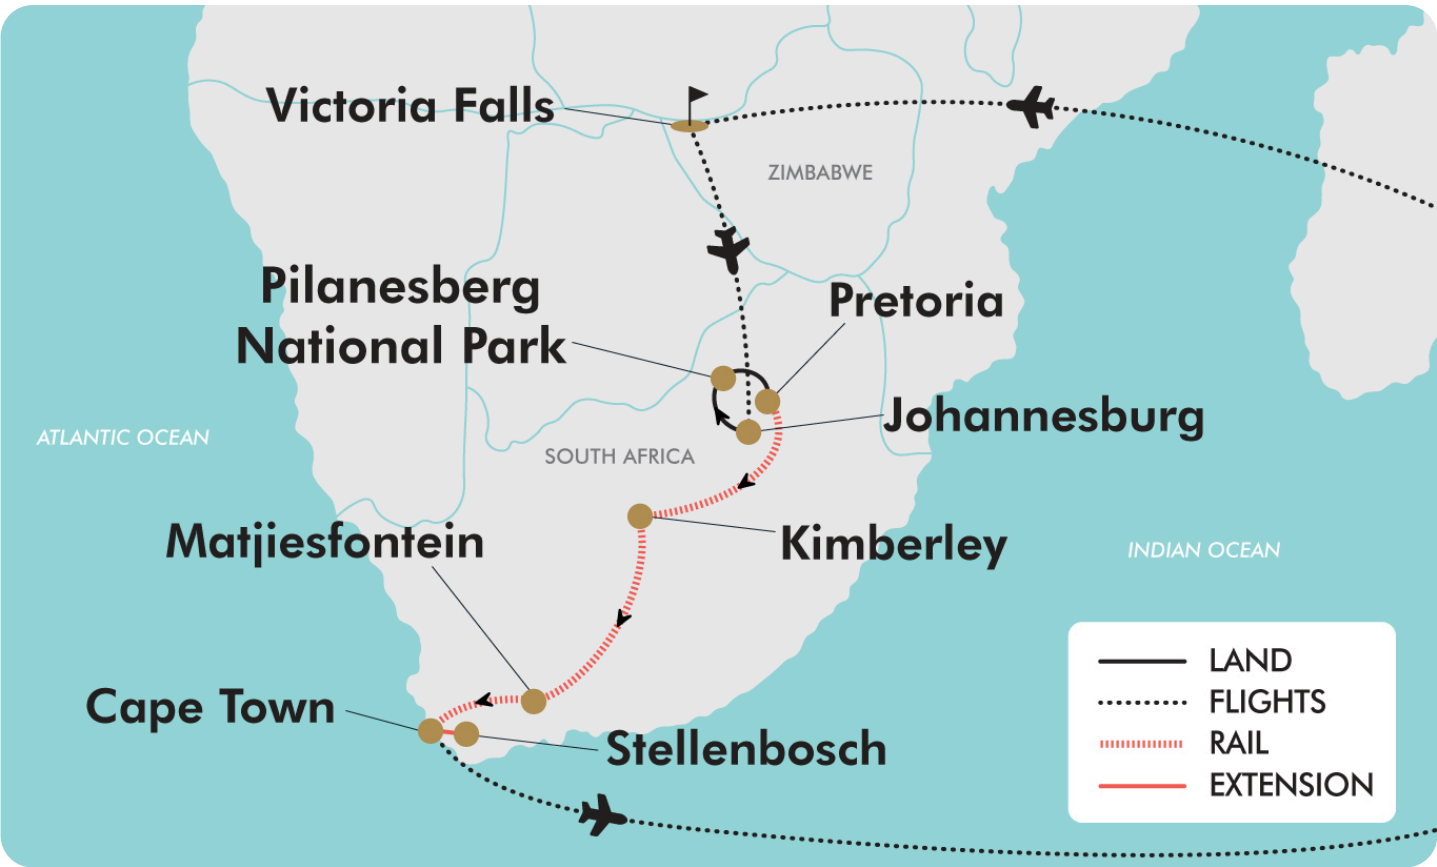 Victoria Falls
ZIMBABWE
Pilanesberg
National Park
Pretoria
Johannesburg
ATLANTIC OCEAN
SOUTH AFRICA
Matjiesfontein
Kimberley
INDIAN OCEAN
Cape Town
Stellenbosch
LAND
FLIGHTS
RAIL
EXTENSION